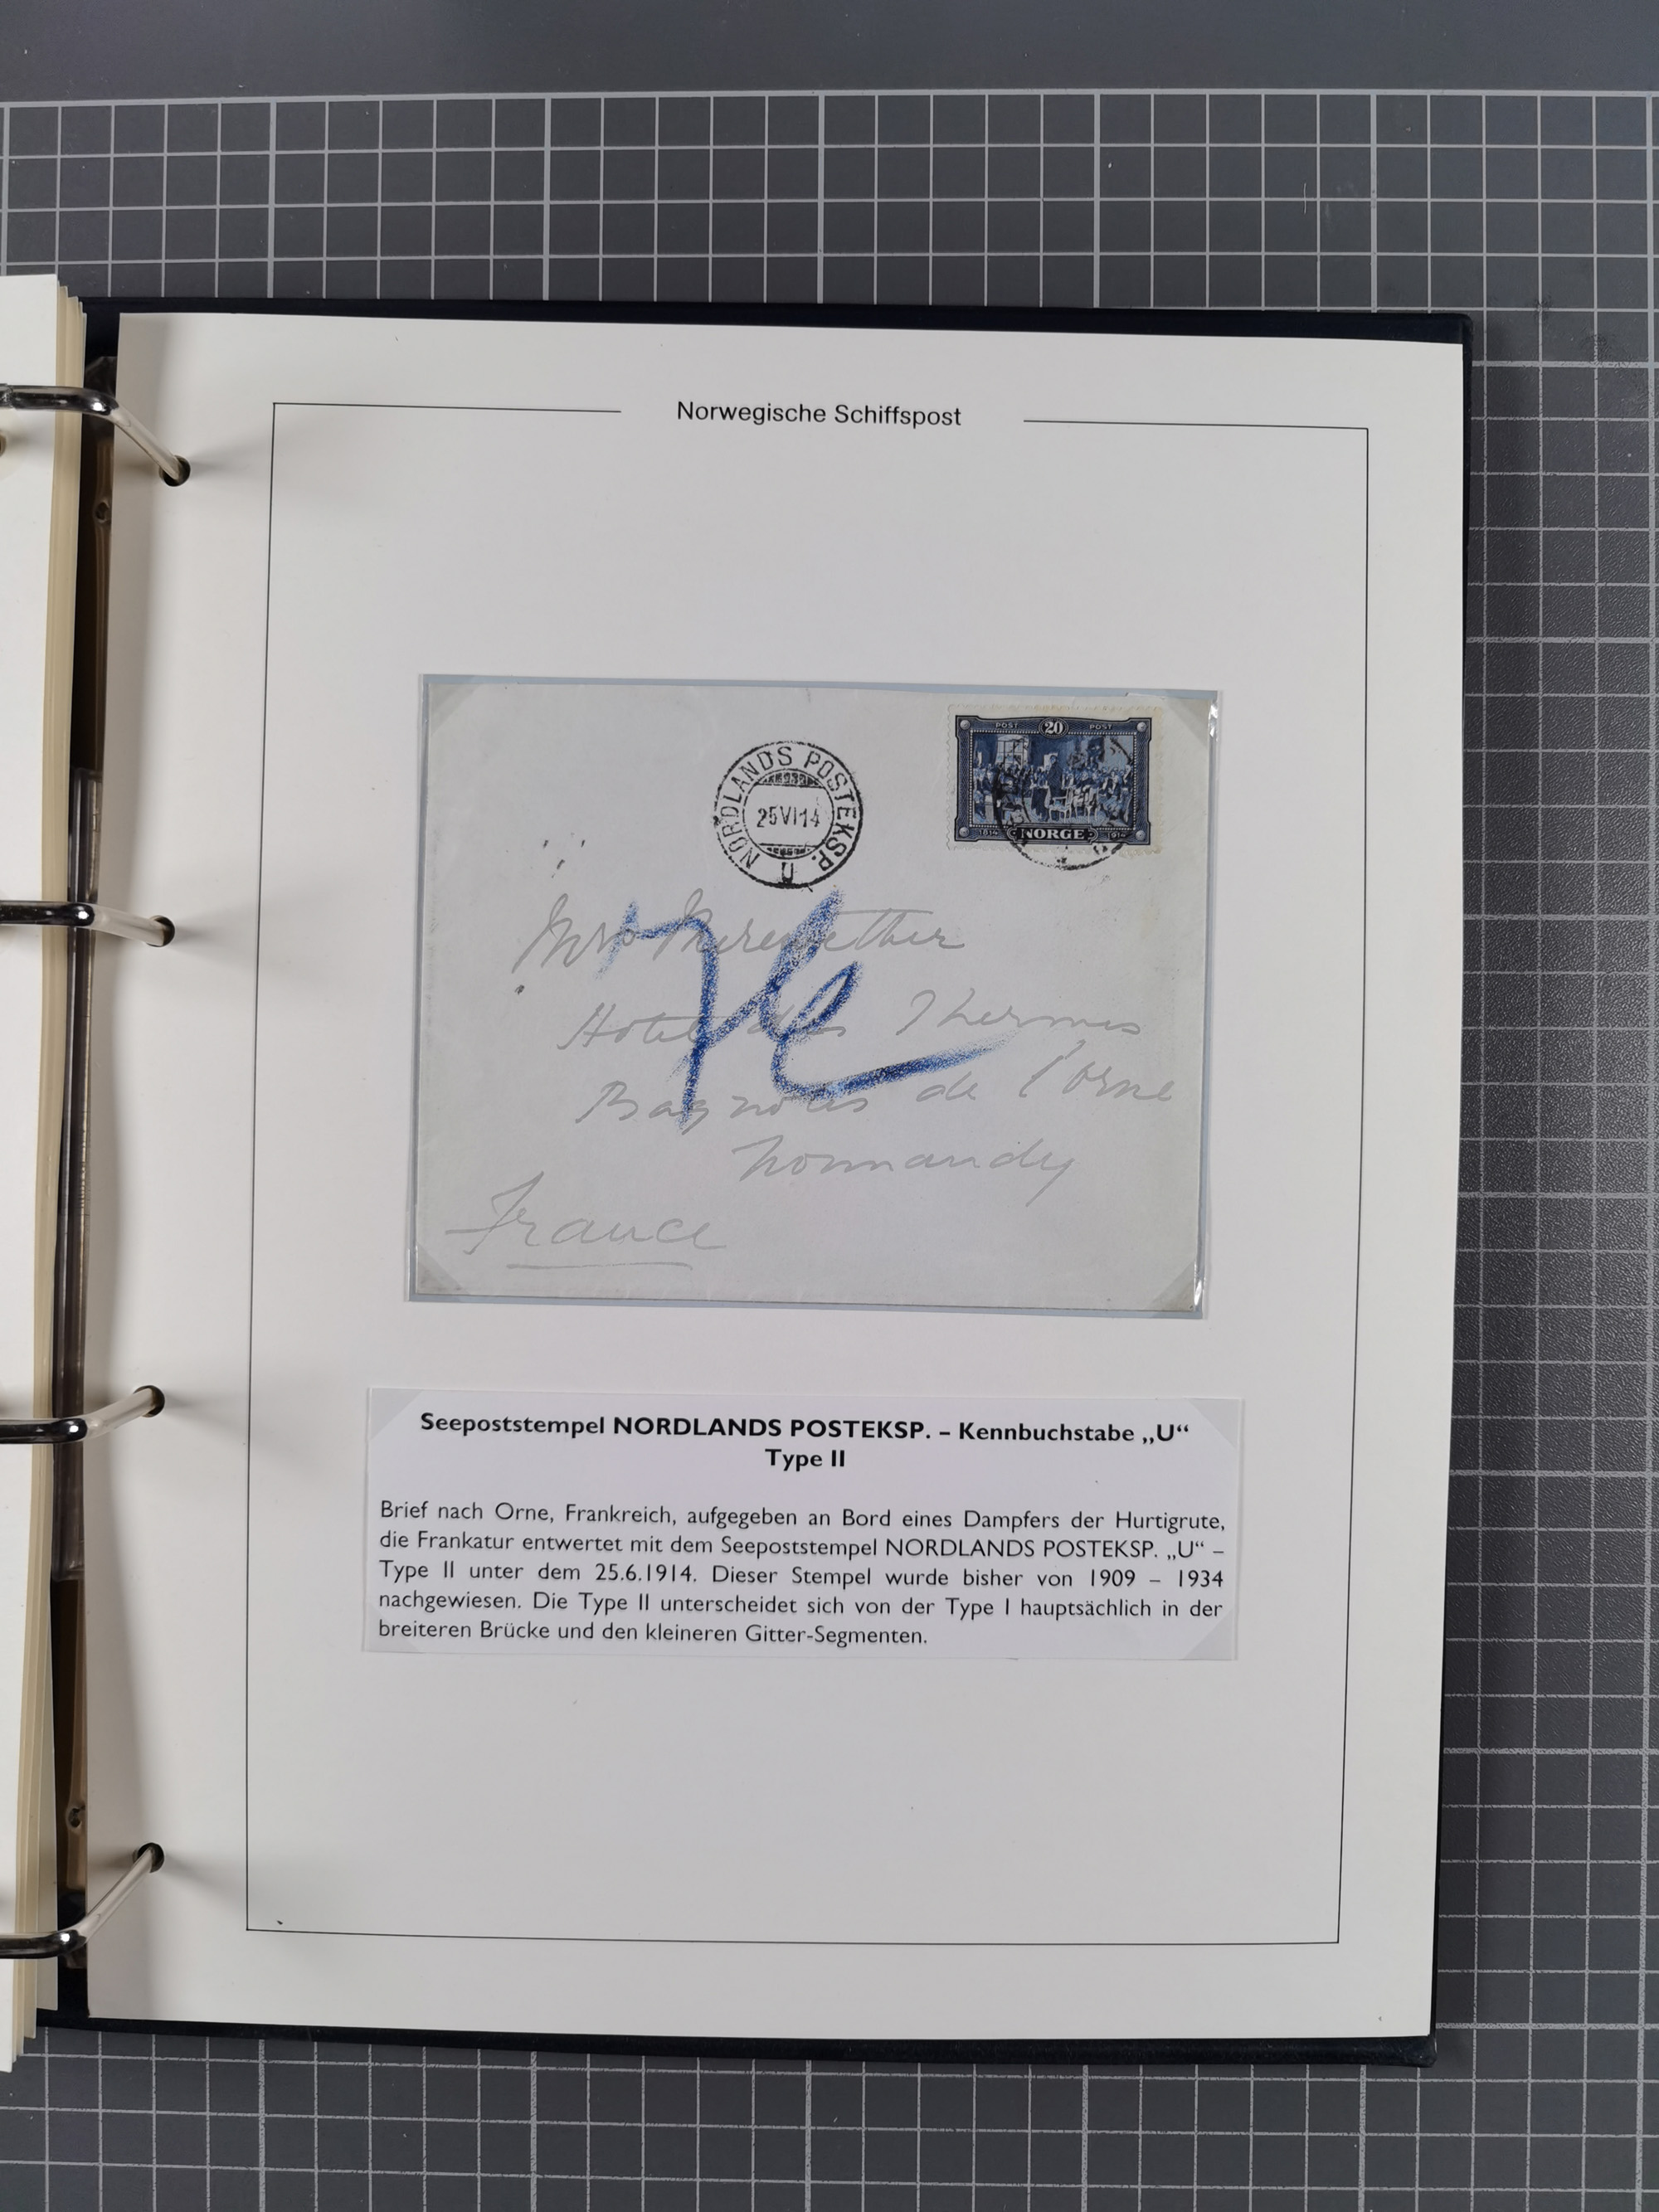 Norwegische Schiffspost
POST 20 POST
NORDLANDS POSTEKSP.
25 VI 14
U
1814 NORGE 1914
Mrs Merewether
Hotel des Thermes
Bagnoles de l'orne
Normandy
France
Seepoststempel NORDLANDS POSTEKSP. – Kennbuchstabe „U“
Type II
Brief nach Orne, Frankreich, aufgegeben an Bord eines Dampfers der Hurtigrute,
die Frankatur entwertet mit dem Seepoststempel NORDLANDS POSTEKSP. „U“ –
Type II unter dem 25.6.1914. Dieser Stempel wurde bisher von 1909 – 1934
nachgewiesen. Die Type II unterscheidet sich von der Type I hauptsächlich in der
breiteren Brücke und den kleineren Gitter-Segmenten.